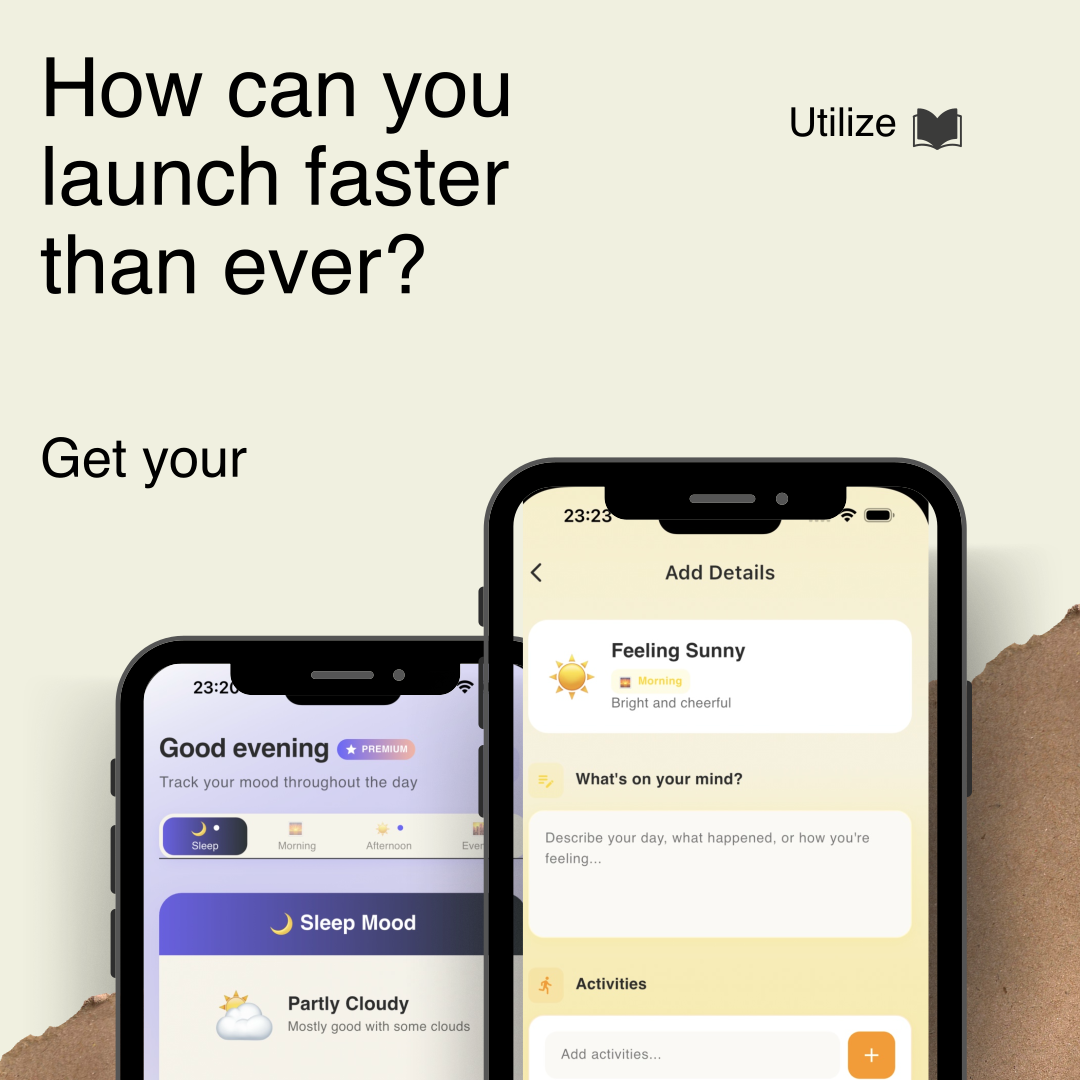 How can you
launch faster
than ever?
Utilize
Get your
23:20
Good evening
PREMIUM
Track your mood throughout the day
Sleep
Morning
Afternoon
Sleep Mood
Partly Cloudy
Mostly good with some clouds
23:23
Add Details
Feeling Sunny
Morning
Bright and cheerful
What's on your mind?
Describe your day, what happened, or how you're
feeling...
Activities
Add activities...